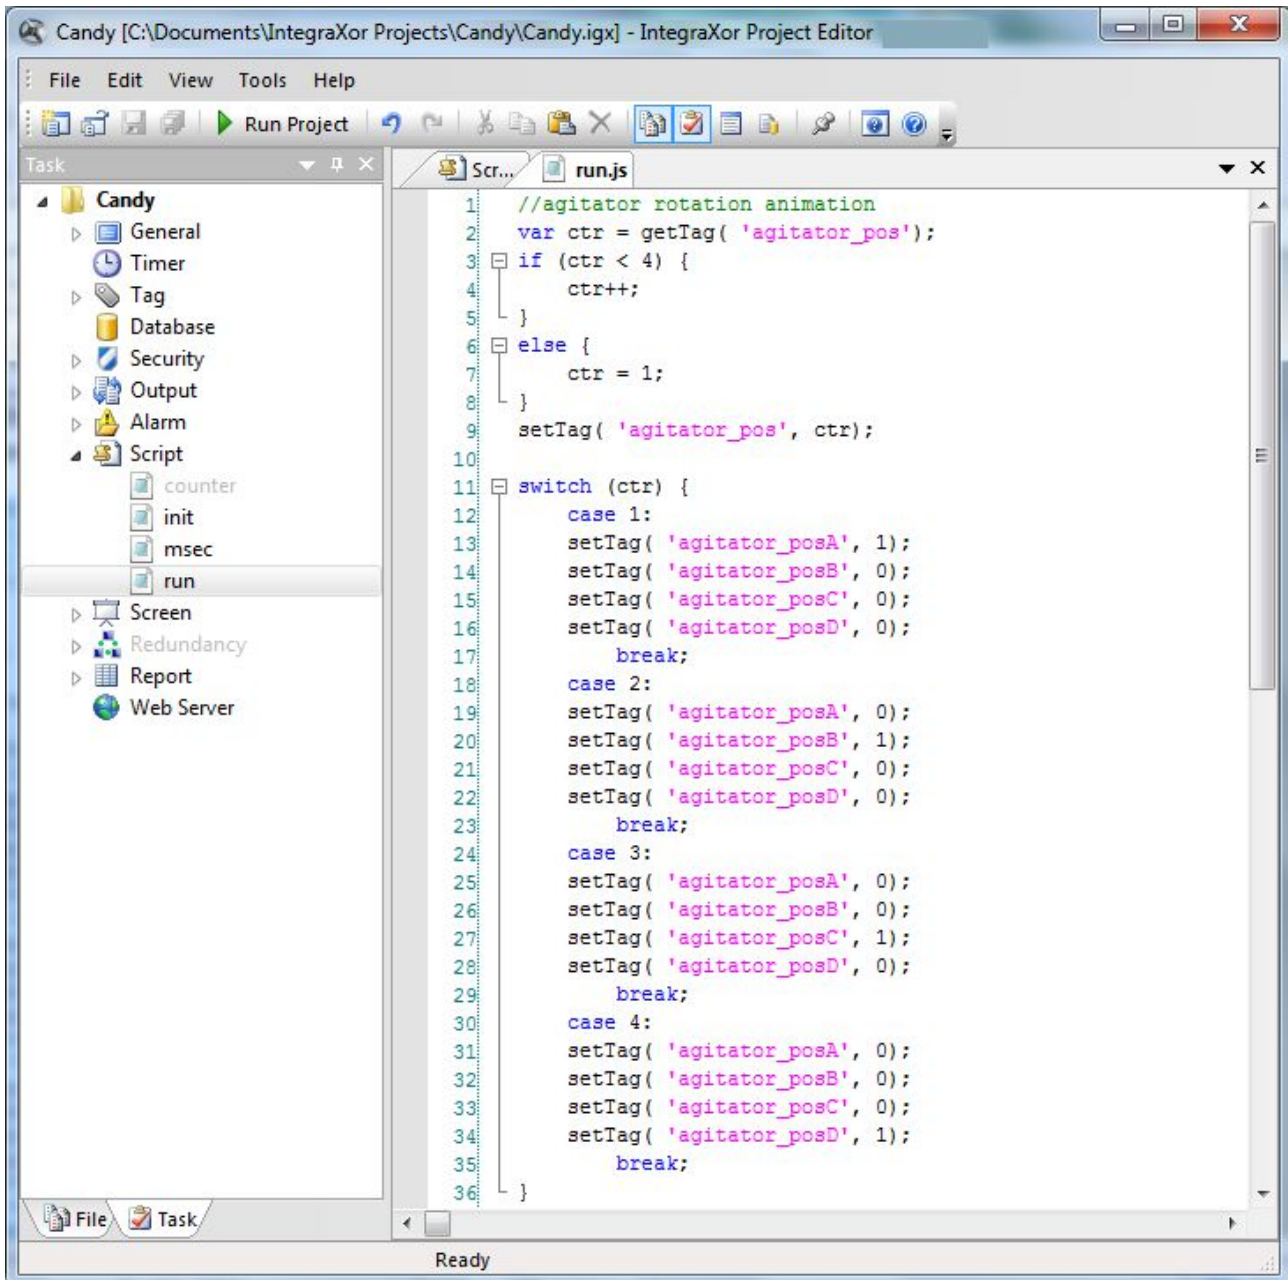 Candy [C:\Documents\IntegraXor Projects\Candy\Candy.igx] - IntegraXor Project Editor
File Edit View Tools Help
Run Project
Task
Candy
General
Timer
Tag
Database
Security
Output
Alarm
Script
counter
init
msec
run
Screen
Redundancy
Report
Web Server
File Task
Scr... run.js
1 //agitator rotation animation
2 var ctr = getTag( 'agitator_pos');
3 if (ctr < 4) {
4 ctr++;
5 }
6 else {
7 ctr = 1;
8 }
9 setTag( 'agitator_pos', ctr);
10
11 switch (ctr) {
12 case 1:
13 setTag( 'agitator_posA', 1);
14 setTag( 'agitator_posB', 0);
15 setTag( 'agitator_posC', 0);
16 setTag( 'agitator_posD', 0);
17 break;
18 case 2:
19 setTag( 'agitator_posA', 0);
20 setTag( 'agitator_posB', 1);
21 setTag( 'agitator_posC', 0);
22 setTag( 'agitator_posD', 0);
23 break;
24 case 3:
25 setTag( 'agitator_posA', 0);
26 setTag( 'agitator_posB', 0);
27 setTag( 'agitator_posC', 1);
28 setTag( 'agitator_posD', 0);
29 break;
30 case 4:
31 setTag( 'agitator_posA', 0);
32 setTag( 'agitator_posB', 0);
33 setTag( 'agitator_posC', 0);
34 setTag( 'agitator_posD', 1);
35 break;
36 }
Ready